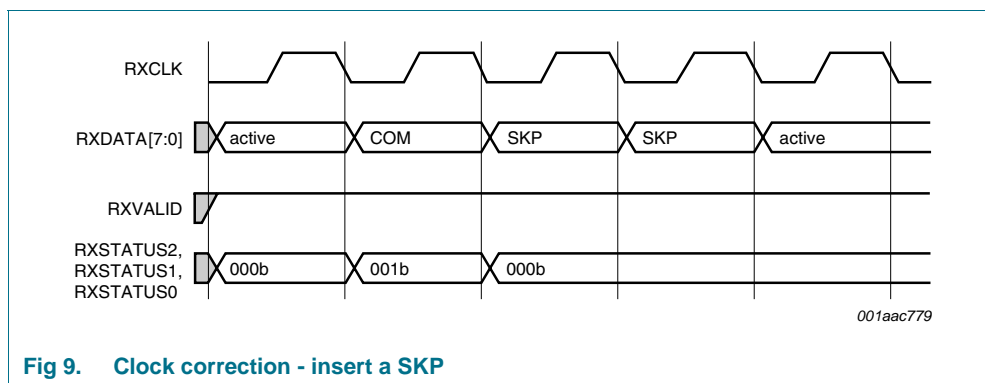 RXCLK
RXDATA[7:0] active COM SKP SKP active
RXVALID
RXSTATUS2,
RXSTATUS1,
RXSTATUS0
000b 001b 000b
001aac779
Fig 9. Clock correction - insert a SKP